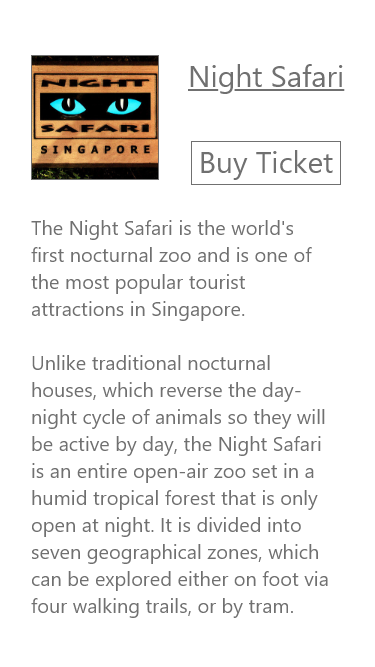 NIGHT
SAFARI
SINGAPORE
Night Safari
Buy Ticket
The Night Safari is the world's
first nocturnal zoo and is one of
the most popular tourist
attractions in Singapore.
Unlike traditional nocturnal
houses, which reverse the day-
night cycle of animals so they will
be active by day, the Night Safari
is an entire open-air zoo set in a
humid tropical forest that is only
open at night. It is divided into
seven geographical zones, which
can be explored either on foot via
four walking trails, or by tram.